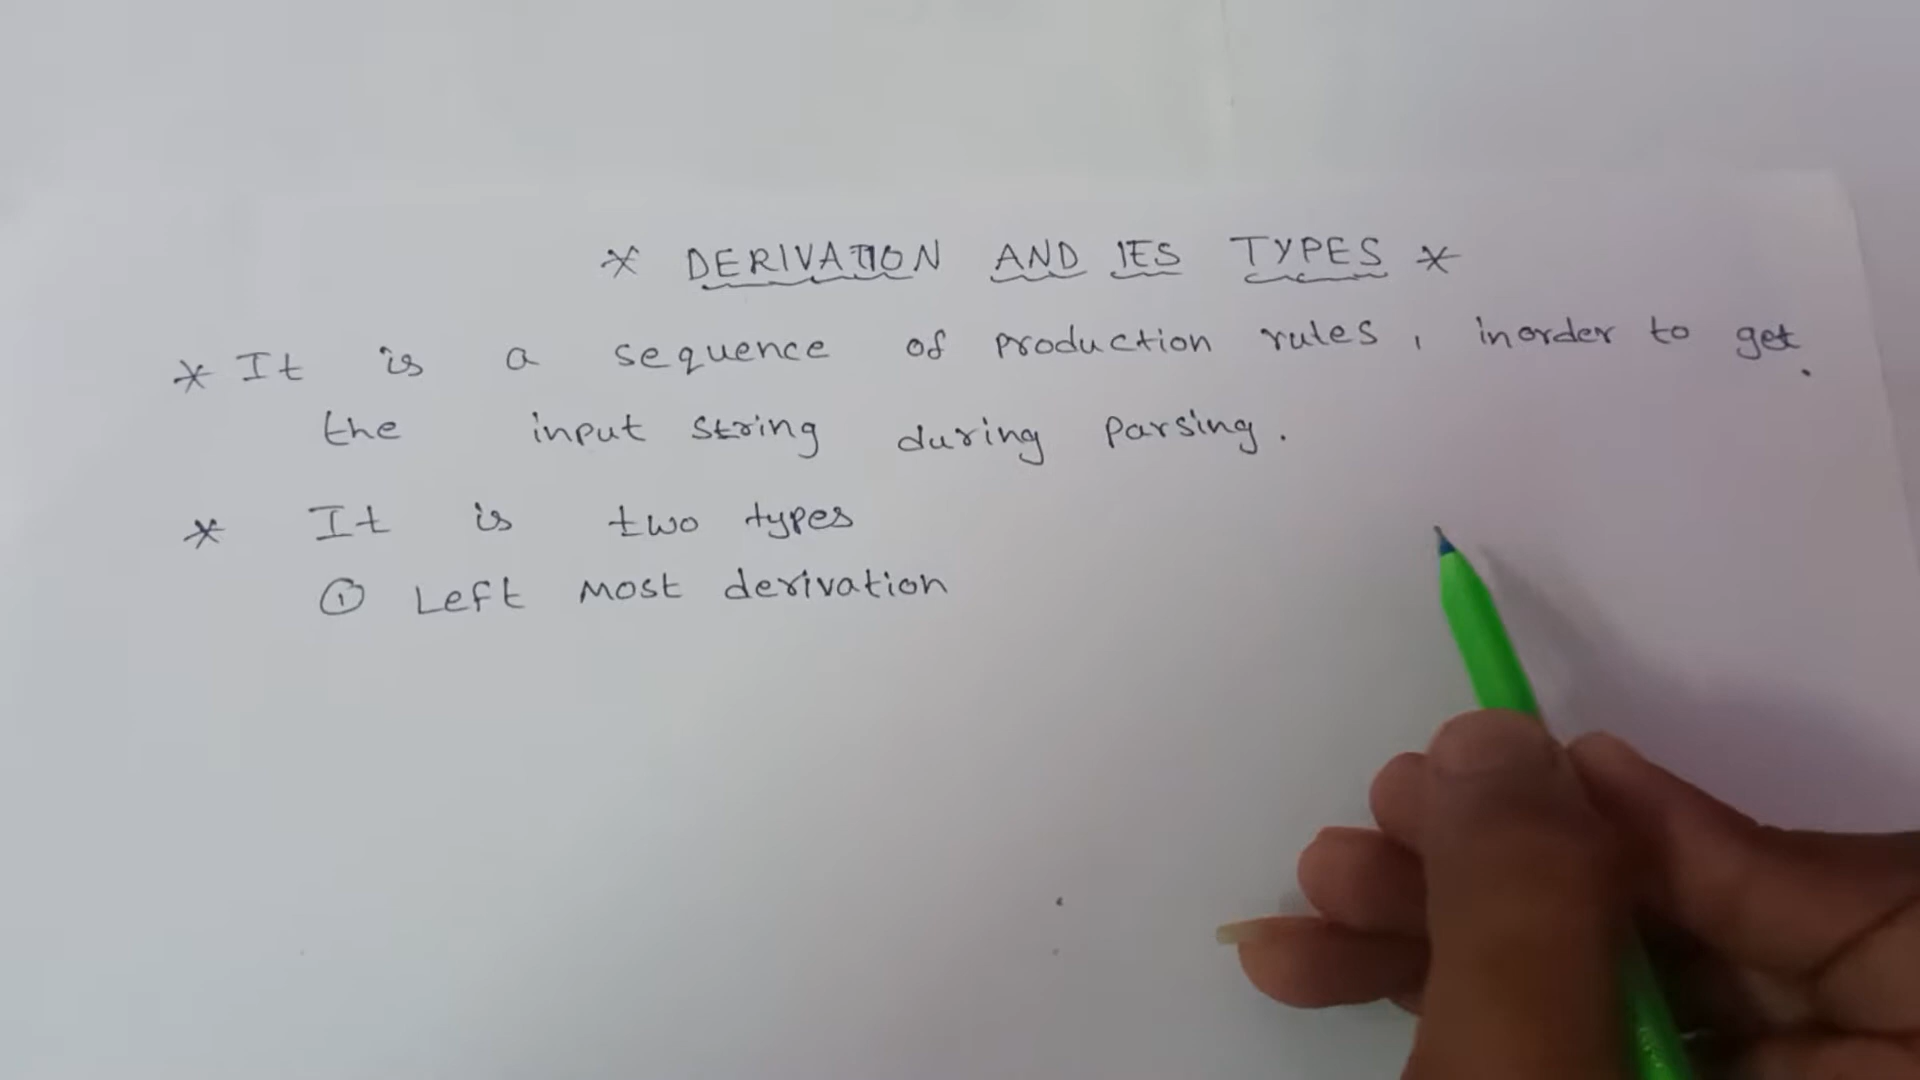 * DERIVATION AND ITS TYPES *
* It is a sequence of production rules, inorder to get
the input string during parsing.
* It is two types
① Left most derivation